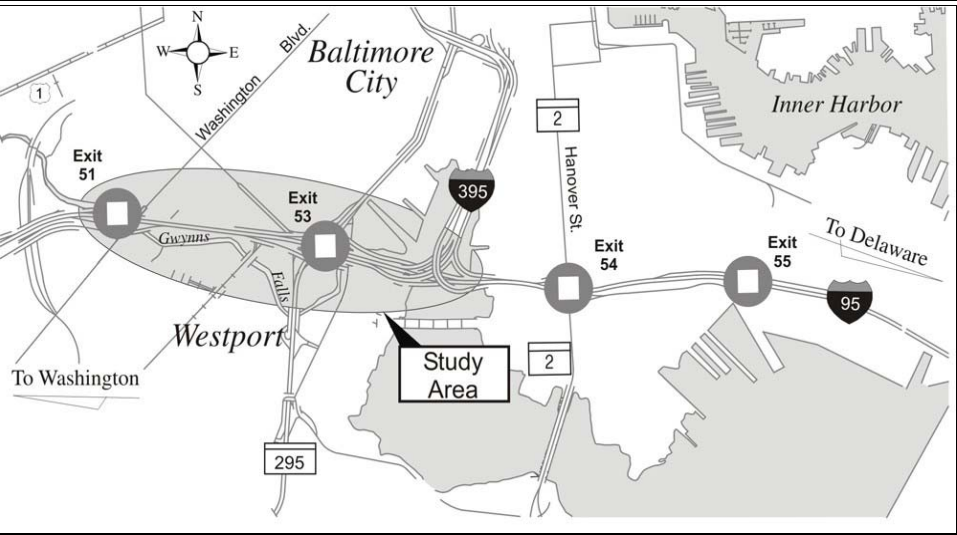 N
W
E
S
1
Washington
Blvd.
Baltimore
City
Inner Harbor
2
Hanover St.
Exit
51
Exit
53
395
Gwynns
Falls
Exit
54
Exit
55
To Delaware
95
Westport
To Washington
Study
Area
2
295